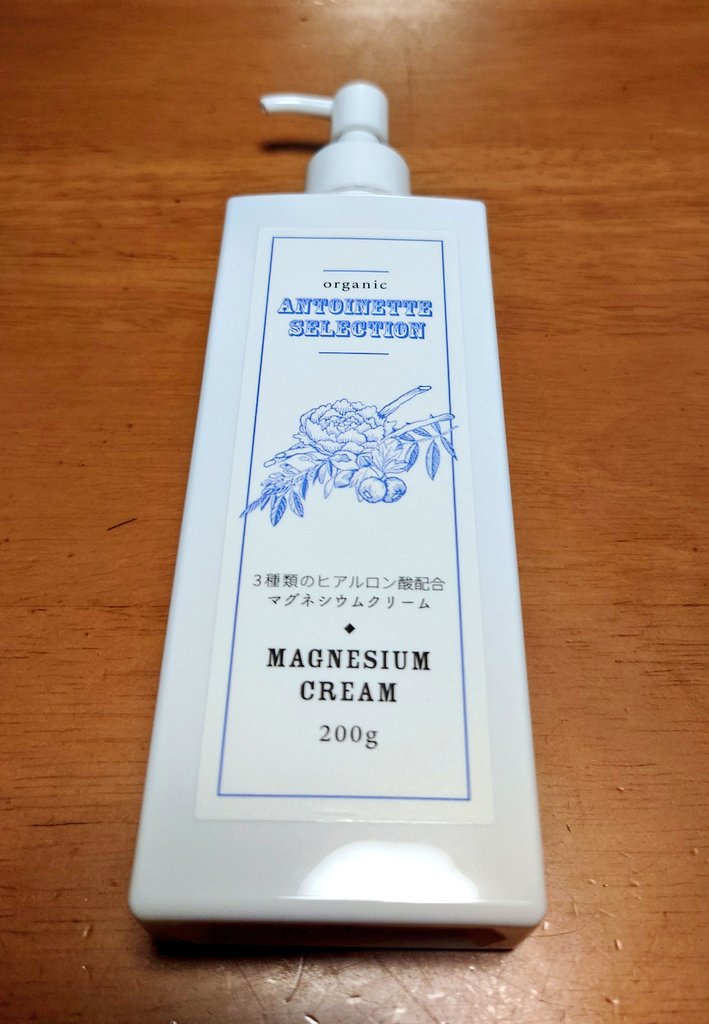 organic
ANTOINETTE
SELECTION
3種類のヒアルロン酸配合
マグネシウムクリーム
MAGNESIUM
CREAM
200g